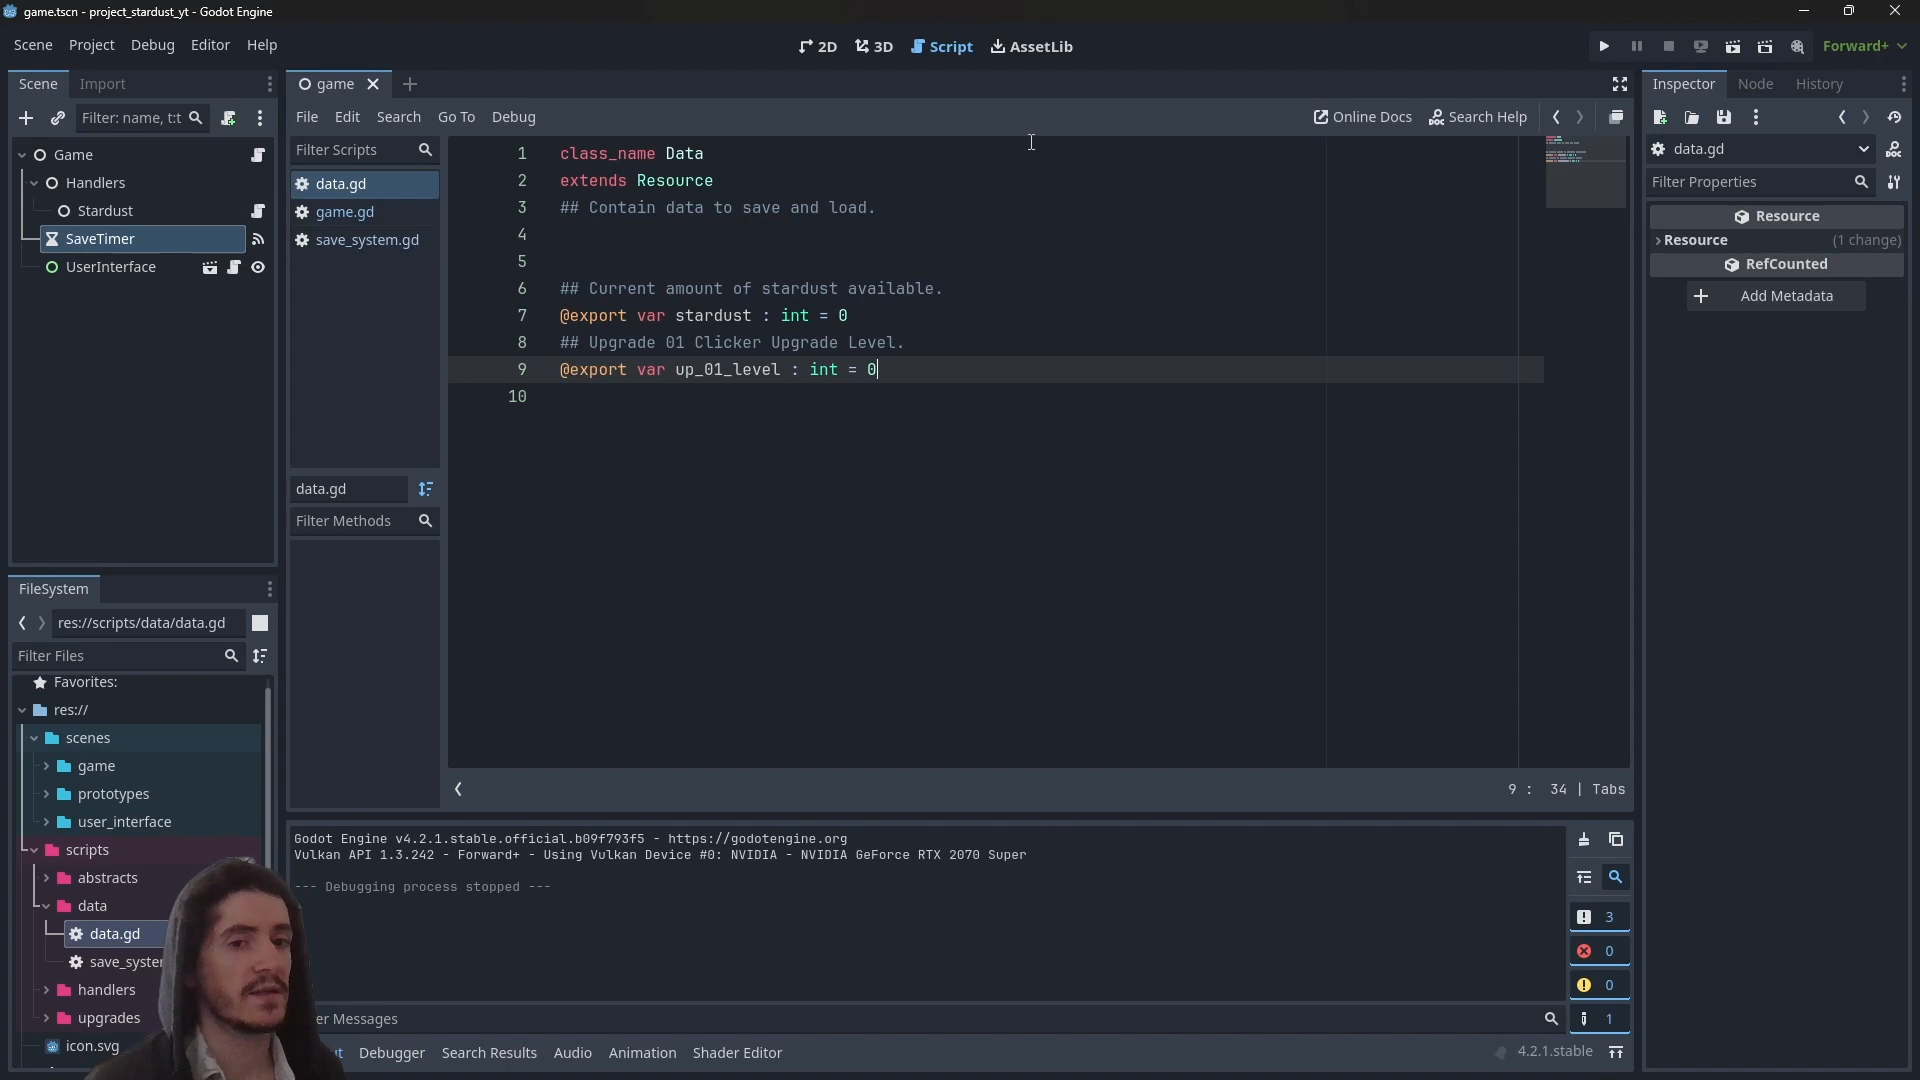 game.tscn - project_stardust_yt - Godot Engine
Scene Project Debug Editor Help
2D 3D Script AssetLib
Forward+
Scene Import
game
Inspector Node History
Filter: name, t:t
File Edit Search Go To Debug
Online Docs Search Help
Game
Handlers
Stardust
SaveTimer
UserInterface
Filter Scripts
data.gd
game.gd
save_system.gd
data.gd
Filter Methods
1 class_name Data
2 extends Resource
3 ## Contain data to save and load.
4
5
6 ## Current amount of stardust available.
7 @export var stardust : int = 0
8 ## Upgrade 01 Clicker Upgrade Level.
9 @export var up_01_level : int = 0
10
9 : 34 | Tabs
data.gd
Filter Properties
Resource
Resource (1 change)
RefCounted
Add Metadata
FileSystem
res://scripts/data/data.gd
Filter Files
Favorites:
res://
scenes
game
prototypes
user_interface
scripts
abstracts
data
data.gd
save_syster
handlers
upgrades
icon.svg
Godot Engine v4.2.1.stable.official.b09f793f5 - https://godotengine.org
Vulkan API 1.3.242 - Forward+ - Using Vulkan Device #0: NVIDIA - NVIDIA GeForce RTX 2070 Super
--- Debugging process stopped ---
3
0
0
1
er Messages
Debugger Search Results Audio Animation Shader Editor
4.2.1.stable